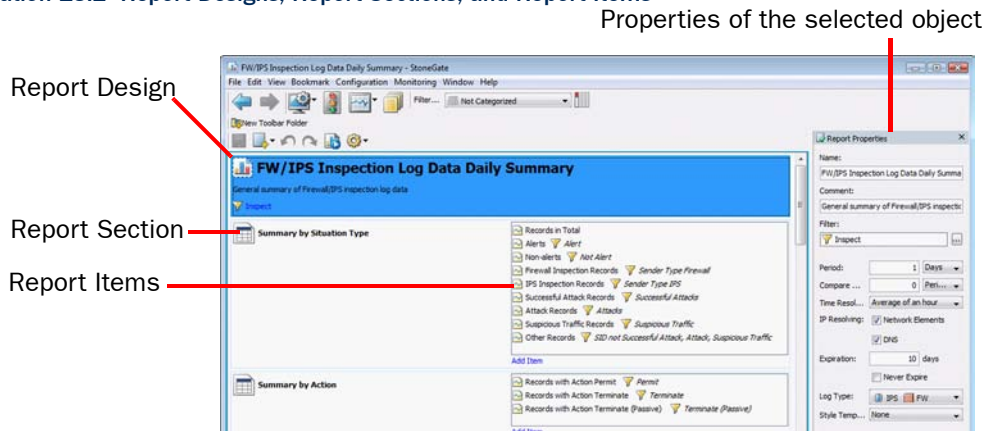 ation 23.2 Report Designs, Report Sections, and Report Items
Properties of the selected object
Report Design
Report Section
Report Items
FW/IPS Inspection Log Data Daily Summary - StoneGate
File Edit View Bookmark Configuration Monitoring Window Help
Filter... Not Categorized
New Toolbar Folder
FW/IPS Inspection Log Data Daily Summary
General summary of Firewall/IPS inspection log data
Inspect
Summary by Situation Type
Records in Total
Alerts Alert
Non-alerts Not Alert
Firewall Inspection Records Sender Type Firewall
IPS Inspection Records Sender Type IPS
Successful Attack Records Successful Attacks
Attack Records Attacks
Suspicious Traffic Records Suspicious Traffic
Other Records SID not Successful Attack, Attack, Suspicious Traffic
Add Item
Summary by Action
Records with Action Permit Permit
Records with Action Terminate Terminate
Records with Action Terminate (Passive) Terminate (Passive)
Add Item
Report Properties
Name:
FW/IPS Inspection Log Data Daily Summa
Comment:
General summary of Firewall/IPS inspectic
Filter:
Inspect ...
Period: 1 Days
Compare ... 0 Peri...
Time Resol... Average of an hour
IP Resolving: Network Elements
DNS
Expiration: 10 days
Never Expire
Log Type: IPS FW
Style Temp... None